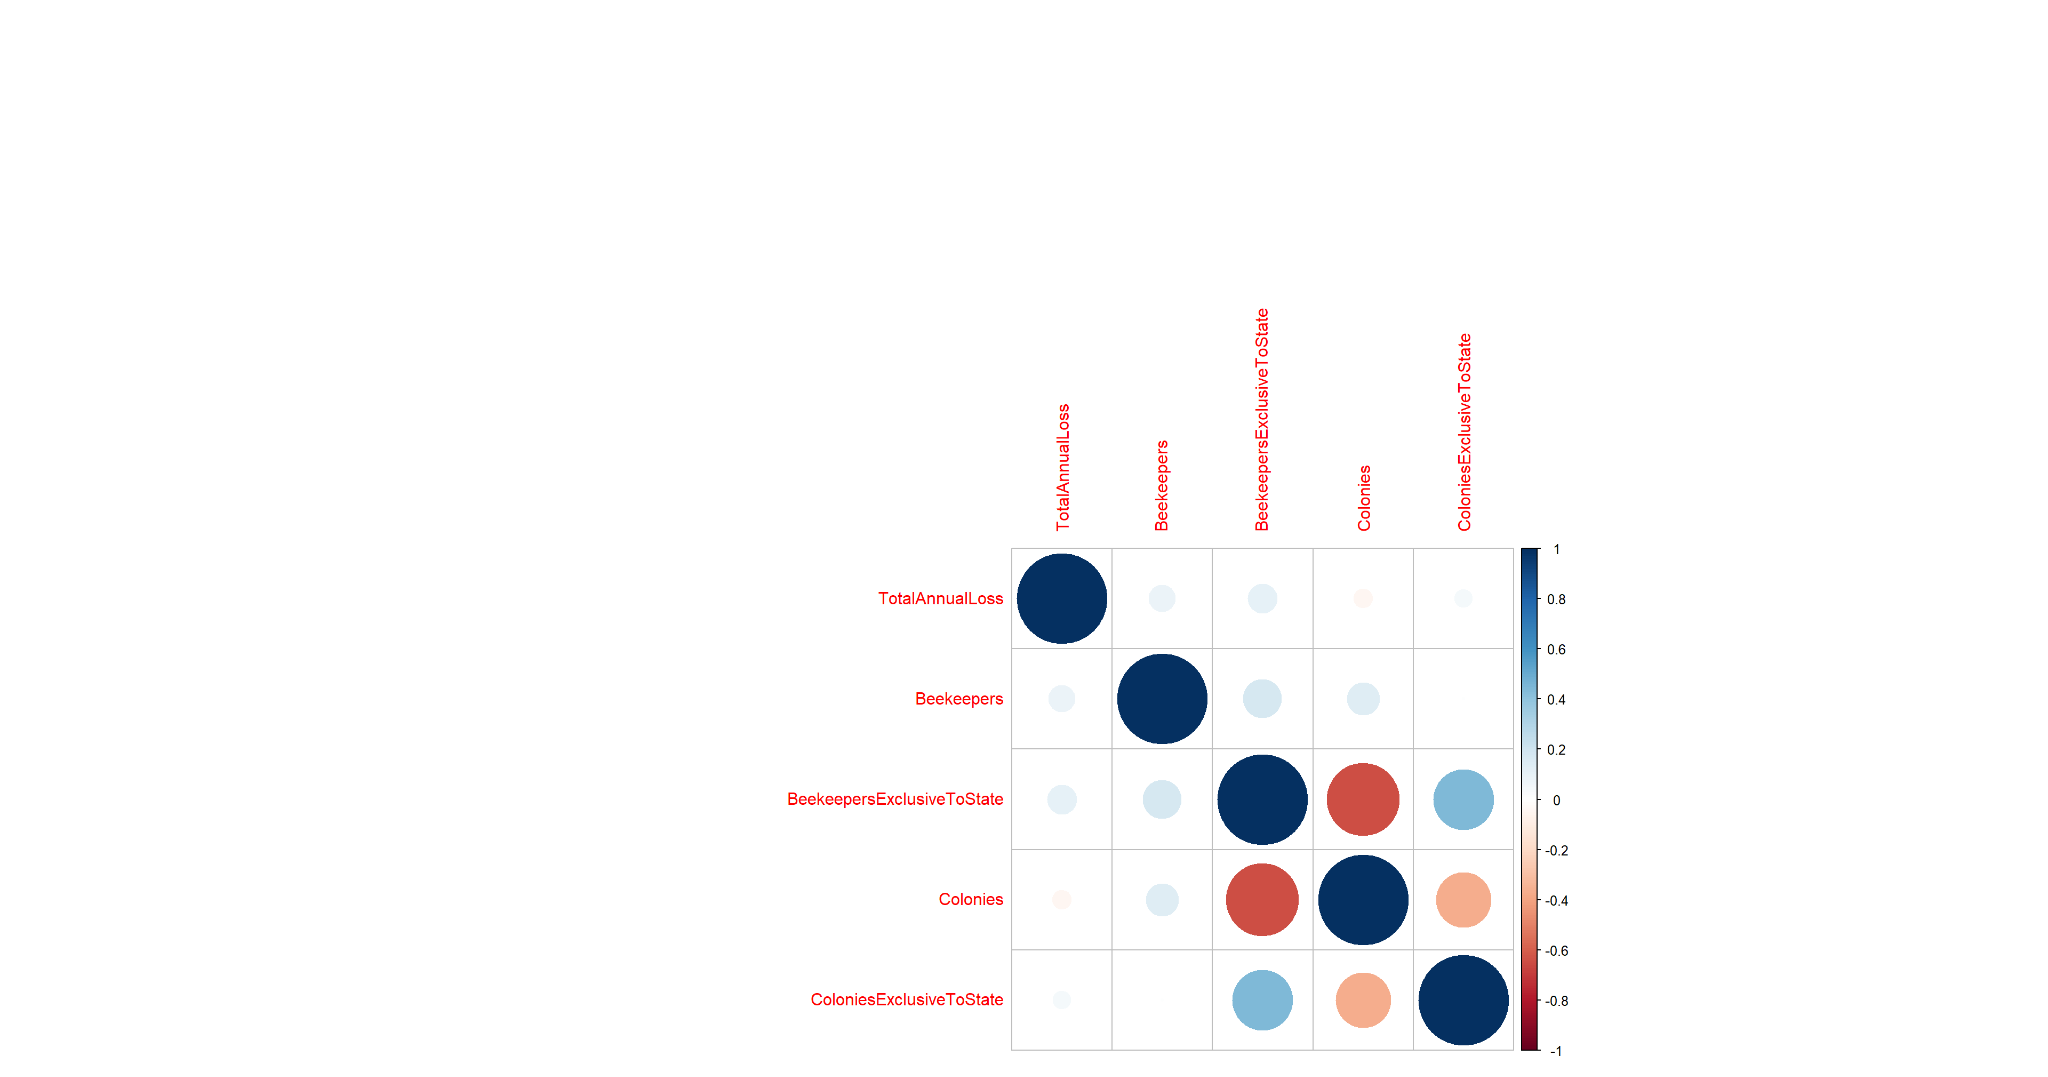 TotalAnnualLoss
Beekeepers
BeekeepersExclusiveToState
Colonies
ColoniesExclusiveToState
TotalAnnualLoss
Beekeepers
BeekeepersExclusiveToState
Colonies
ColoniesExclusiveToState
1
0.8
0.6
0.4
0.2
0
-0.2
-0.4
-0.6
-0.8
-1